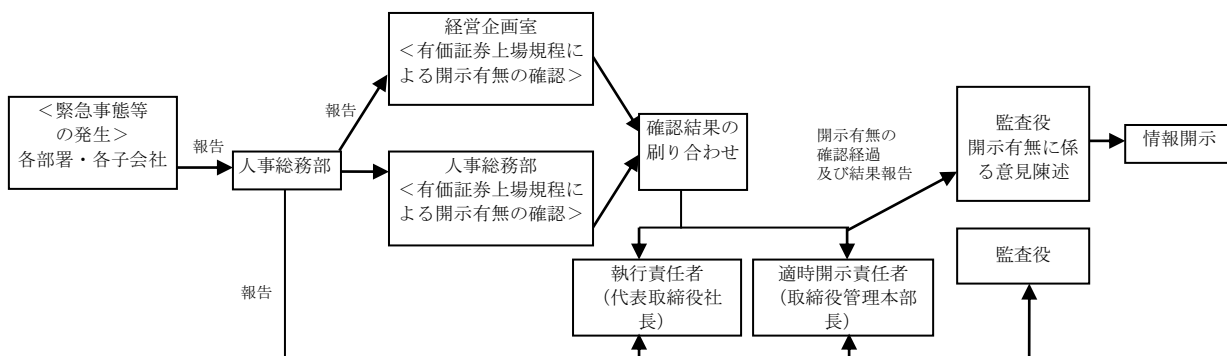 ＜緊急事態等
の発生＞
各部署・各子会社
報告
人事総務部
報告
経営企画室
＜有価証券上場規程に
よる開示有無の確認＞
人事総務部
＜有価証券上場規程に
よる開示有無の確認＞
確認結果の
刷り合わせ
開示有無の
確認経過
及び結果報告
監査役
開示有無に係
る意見陳述
情報開示
報告
執行責任者
（代表取締役社
長）
適時開示責任者
（取締役管理本部
長）
監査役